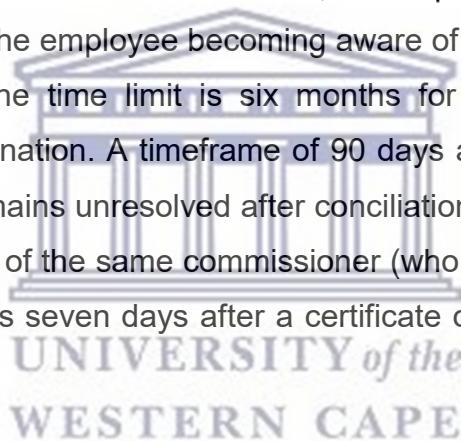 he employee becoming aware of
ne time limit is six months for
nation. A timeframe of 90 days a
nains unresolved after conciliation
of the same commissioner (who
s seven days after a certificate o
UNIVERSITY of the
WESTERN CAPE